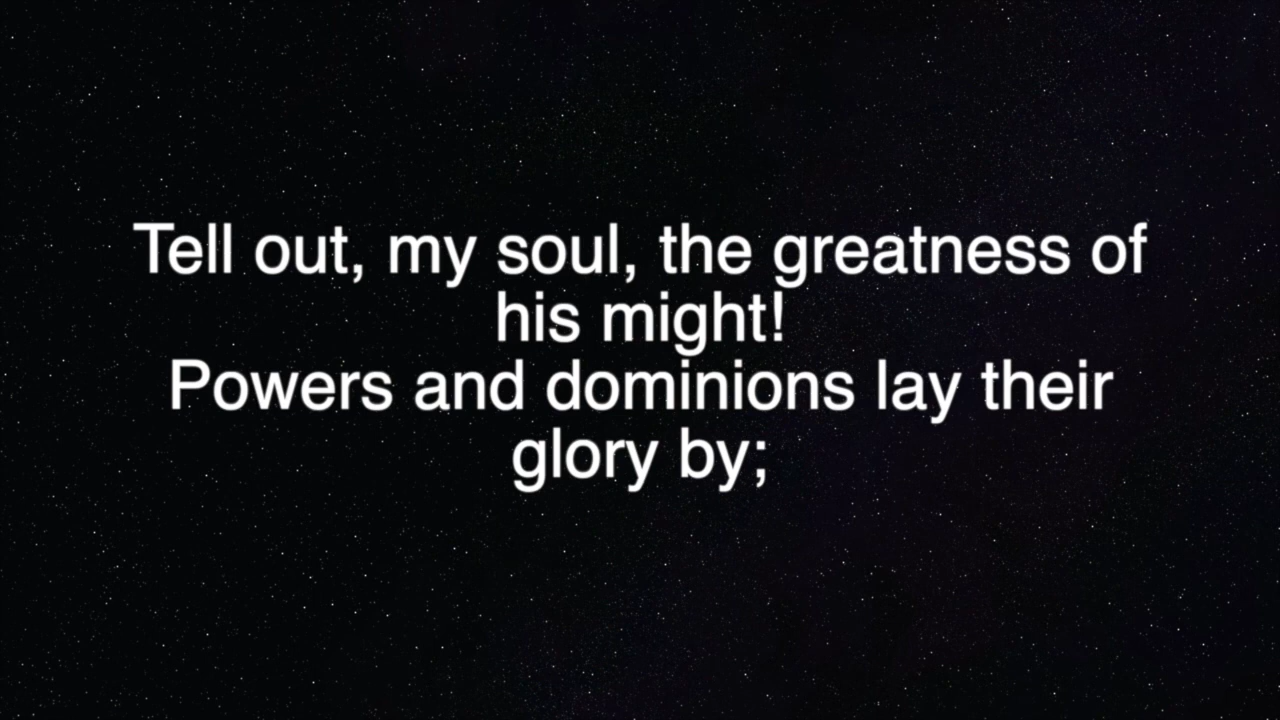 Tell out, my soul, the greatness of
his might!
Powers and dominions lay their
glory by;